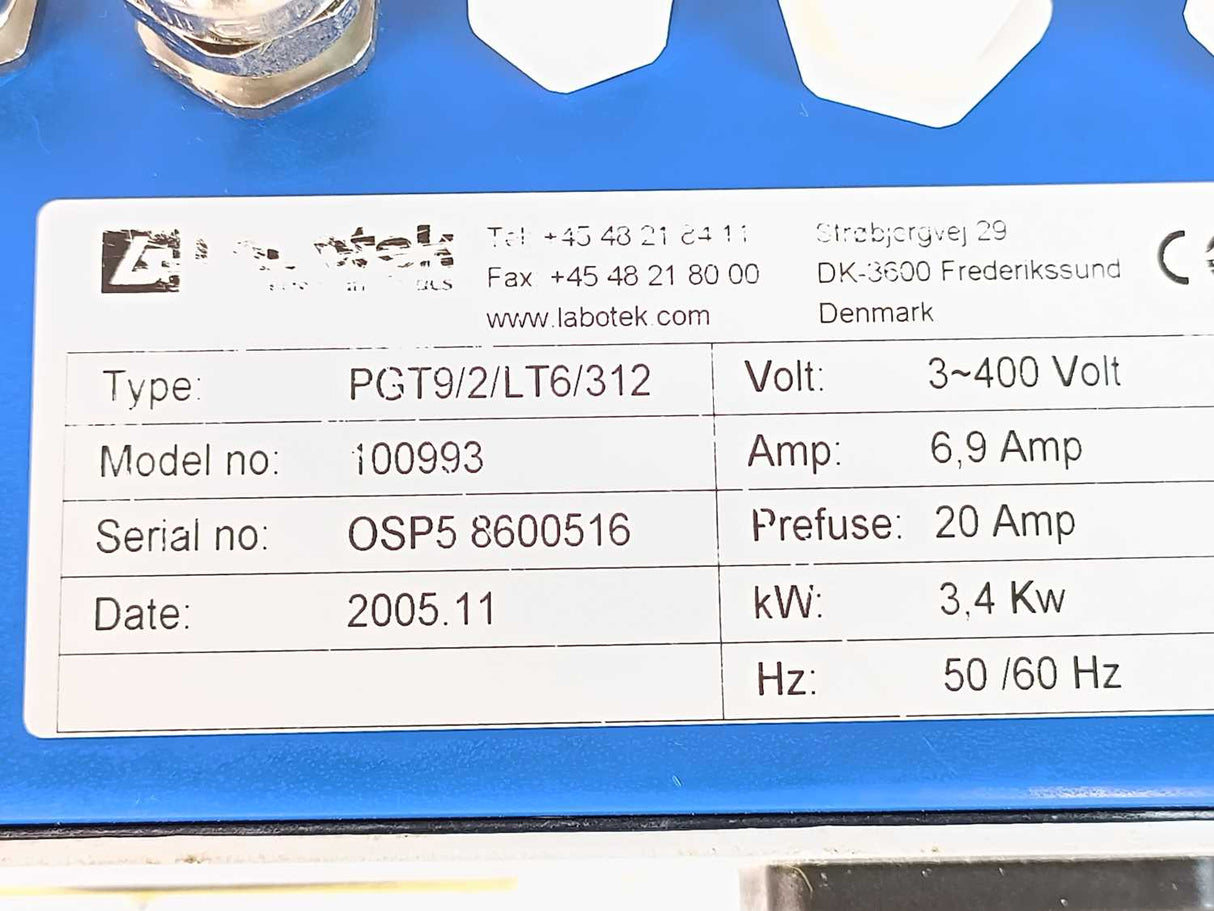 Tel: +45 48 21 84 11
Fax: +45 48 21 80 00
www.labotek.com
Strøbjergvej 29
DK-3600 Frederikssund
Denmark
CE
Type: PGT9/2/LT6/312
Model no: 100993
Serial no: OSP5 8600516
Date: 2005.11
Volt: 3~400 Volt
Amp: 6,9 Amp
Prefuse: 20 Amp
kW: 3,4 Kw
Hz: 50 /60 Hz